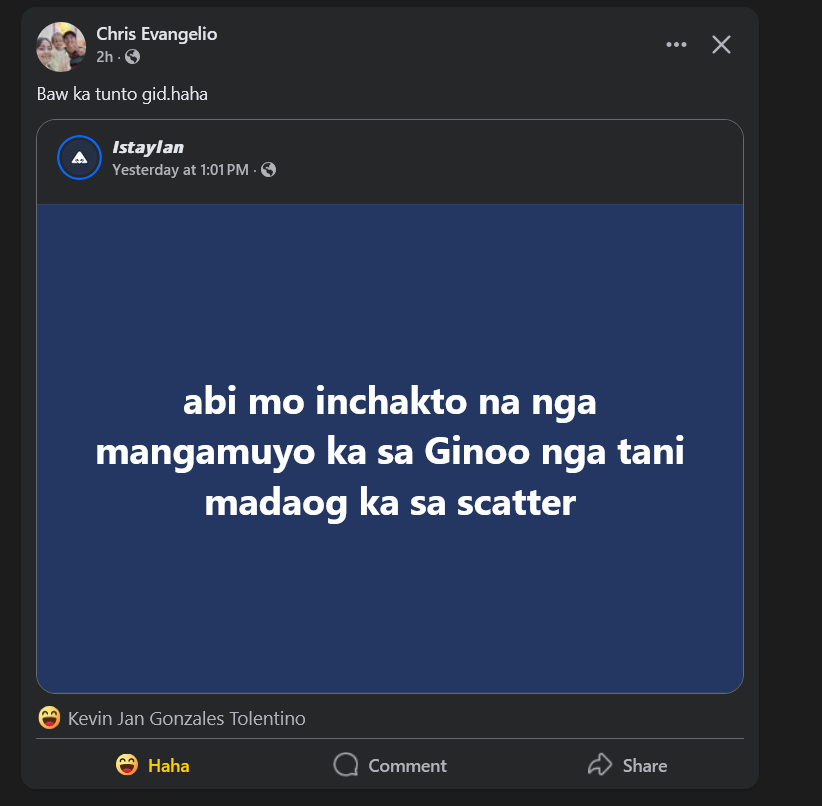 Chris Evangelio
2h ·
Baw ka tunto gid.haha
Istaylan
Yesterday at 1:01 PM ·
abi mo inchakto na nga
mangamuyo ka sa Ginoo nga tani
madaog ka sa scatter
Kevin Jan Gonzales Tolentino
Haha
Comment
Share